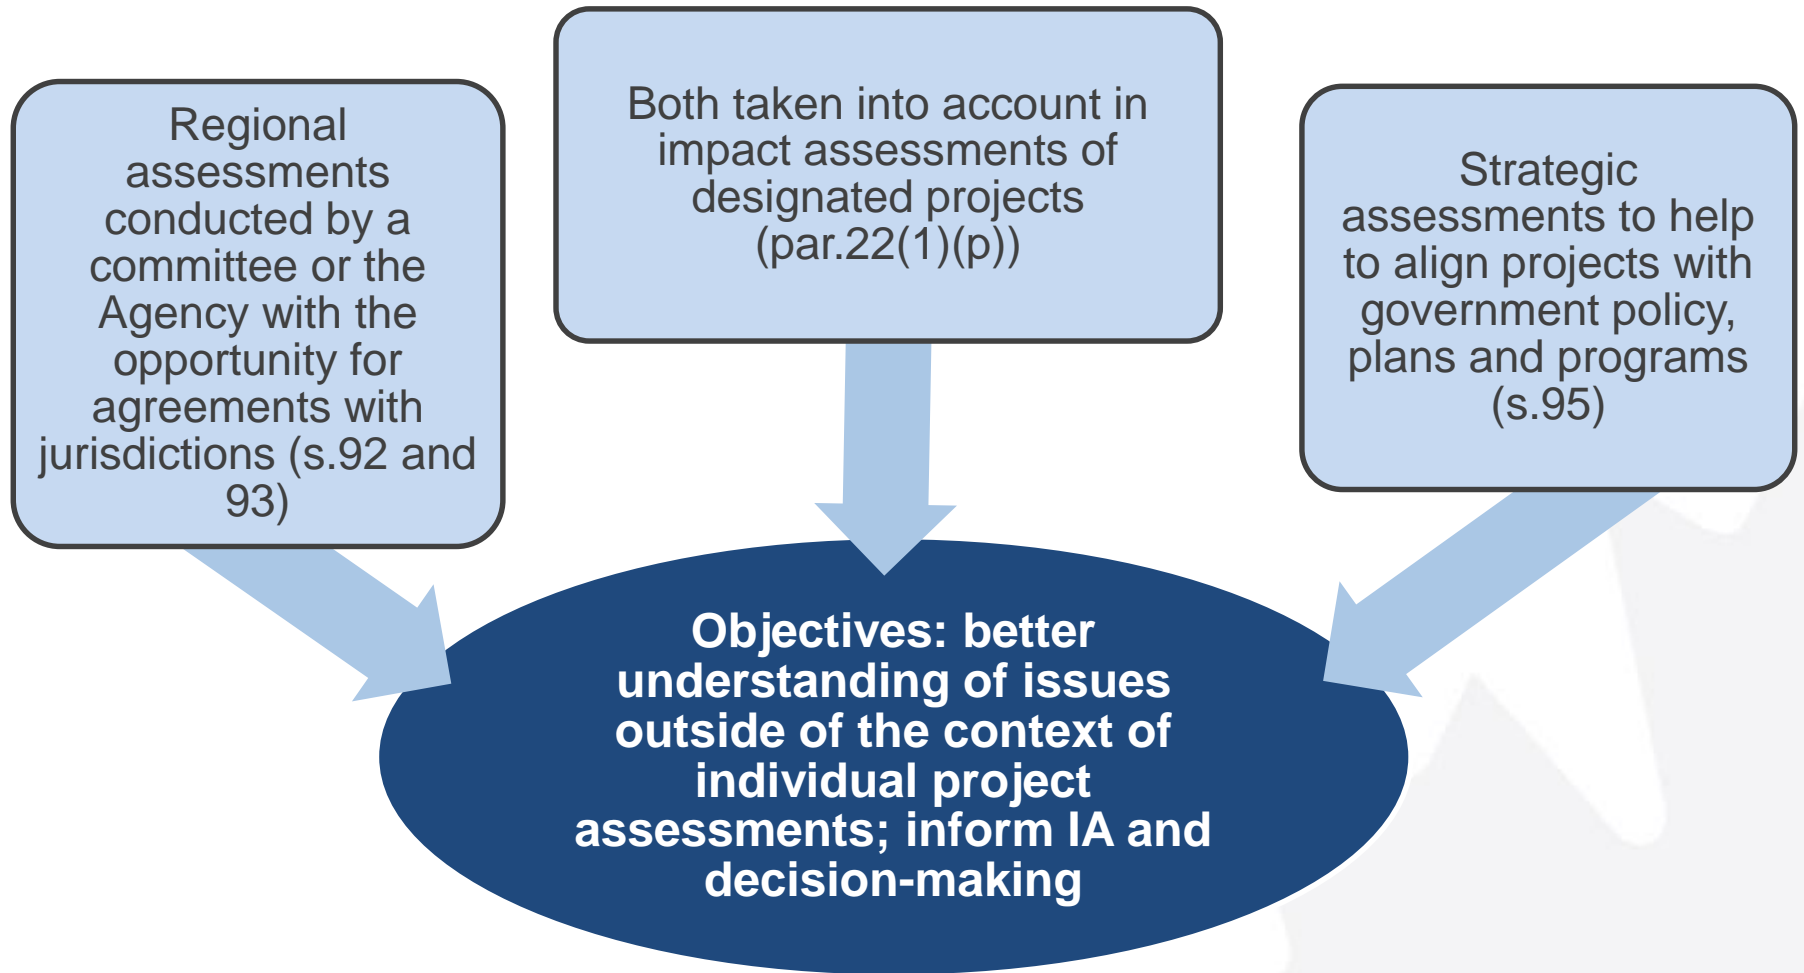 Regional
assessments
conducted by a
committee or the
Agency with the
opportunity for
agreements with
jurisdictions (s.92 and
93)
Both taken into account in
impact assessments of
designated projects
(par.22(1)(p))
Strategic
assessments to help
to align projects with
government policy,
plans and programs
(s.95)
Objectives: better
understanding of issues
outside of the context of
individual project
assessments; inform IA and
decision-making